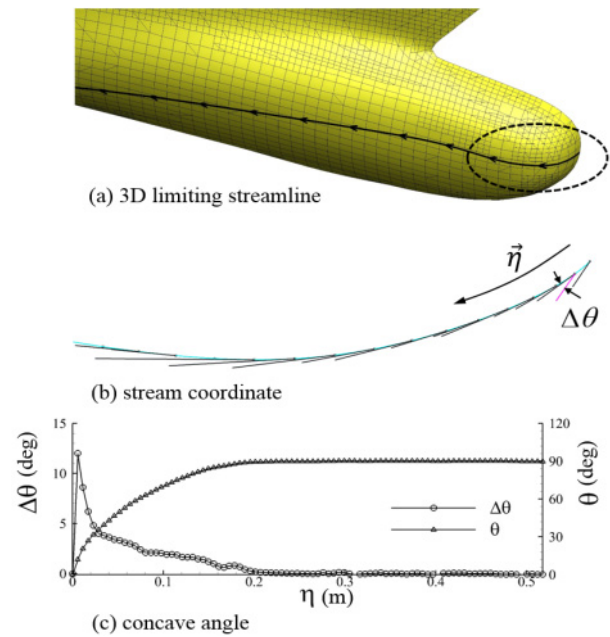 (a) 3D limiting streamline
η⃗
Δθ
(b) stream coordinate
15
10
5
0
Δθ (deg)
120
90
60
30
0
θ (deg)
Δθ
θ
0
0.1
0.2
0.3
0.4
0.5
η (m)
(c) concave angle